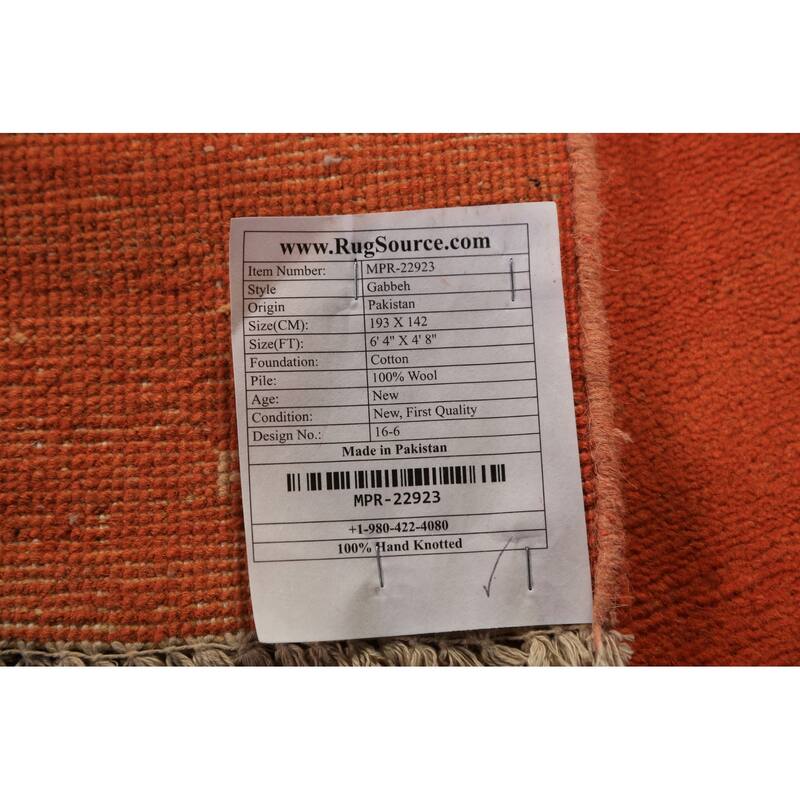 www.RugSource.com
Item Number: MPR-22923
Style Gabbeh
Origin Pakistan
Size(CM): 193 X 142
Size(FT): 6' 4" X 4' 8"
Foundation: Cotton
Pile: 100% Wool
Age: New
Condition: New, First Quality
Design No.: 16-6
Made in Pakistan
MPR-22923
+1-980-422-4080
100% Hand Knotted